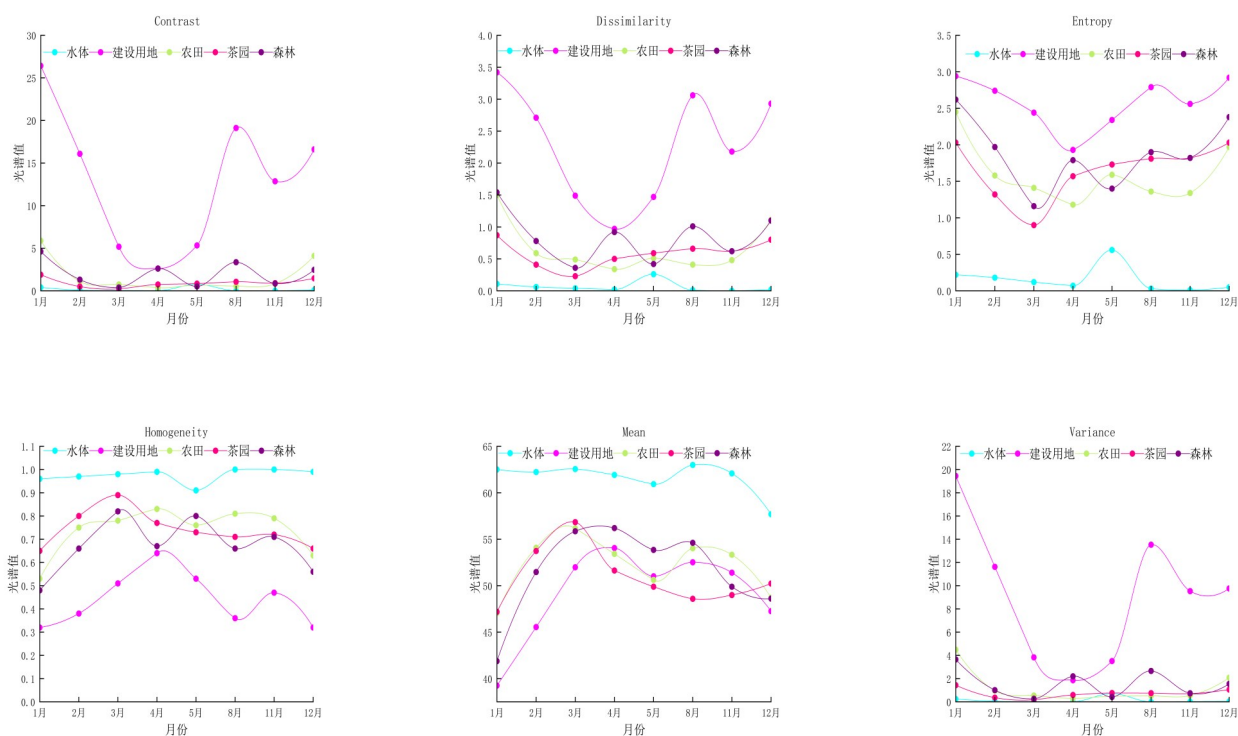 Contrast
水体 建设用地 农田 茶园 森林
光谱值
30
25
20
15
10
5
0
1月 2月 3月 4月 5月 8月 11月 12月
月份
Dissimilarity
水体 建设用地 农田 茶园 森林
光谱值
4.0
3.5
3.0
2.5
2.0
1.5
1.0
0.5
0.0
1月 2月 3月 4月 5月 8月 11月 12月
月份
Entropy
水体 建设用地 农田 茶园 森林
光谱值
3.5
3.0
2.5
2.0
1.5
1.0
0.5
0.0
1月 2月 3月 4月 5月 8月 11月 12月
月份
Homogeneity
水体 建设用地 农田 茶园 森林
光谱值
1.1
1.0
0.9
0.8
0.7
0.6
0.5
0.4
0.3
0.2
0.1
0.0
1月 2月 3月 4月 5月 8月 11月 12月
月份
Mean
水体 建设用地 农田 茶园 森林
光谱值
65
60
55
50
45
40
1月 2月 3月 4月 5月 8月 11月 12月
月份
Variance
水体 建设用地 农田 茶园 森林
光谱值
22
20
18
16
14
12
10
8
6
4
2
0
1月 2月 3月 4月 5月 8月 11月 12月
月份